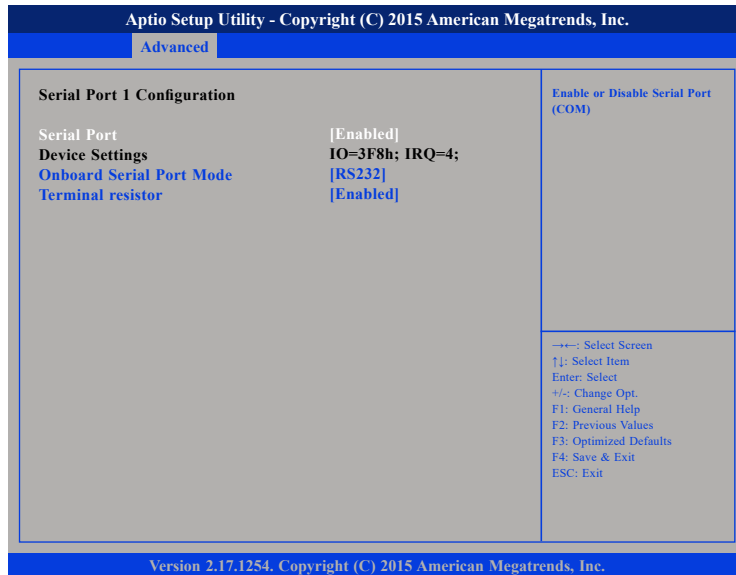 Aptio Setup Utility - Copyright (C) 2015 American Megatrends, Inc.
Advanced
Serial Port 1 Configuration
Serial Port [Enabled]
Device Settings IO=3F8h; IRQ=4;
Onboard Serial Port Mode [RS232]
Terminal resistor [Enabled]
Enable or Disable Serial Port
(COM)
→←: Select Screen
↑↓: Select Item
Enter: Select
+/-: Change Opt.
F1: General Help
F2: Previous Values
F3: Optimized Defaults
F4: Save & Exit
ESC: Exit
Version 2.17.1254. Copyright (C) 2015 American Megatrends, Inc.